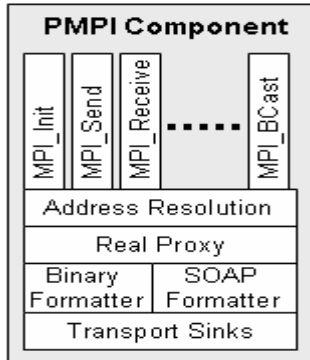 PMPI Component
MPI_Init
MPI_Send
MPI_Receive
MPI_BCast
Address Resolution
Real Proxy
Binary Formatter
SOAP Formatter
Transport Sinks